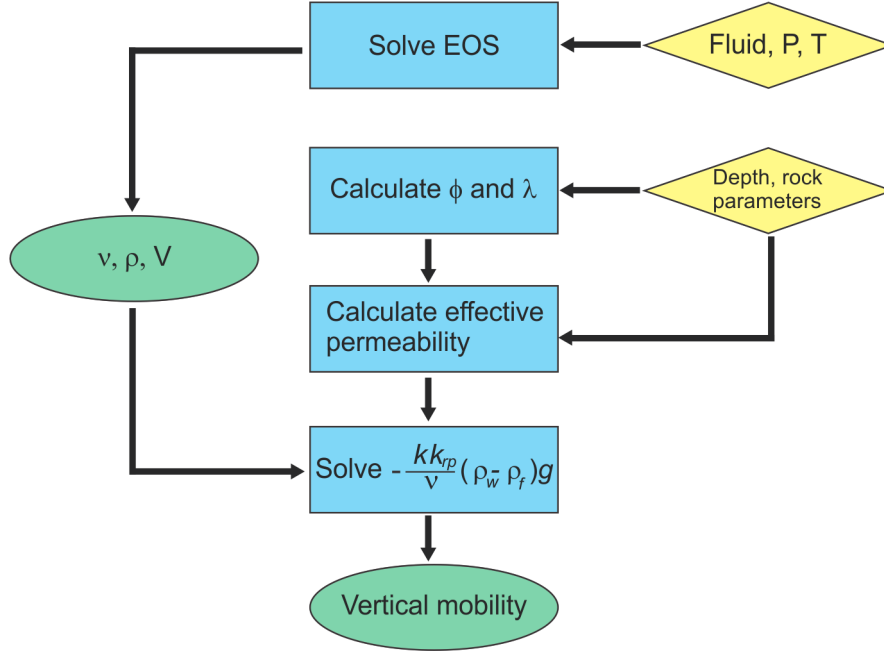 Solve EOS
Fluid, P, T
Calculate ϕ and λ
Depth, rock
parameters
ν, ρ, V
Calculate effective
permeability
Solve - kk_rp/ν (ρ_w - ρ_f)g
Vertical mobility